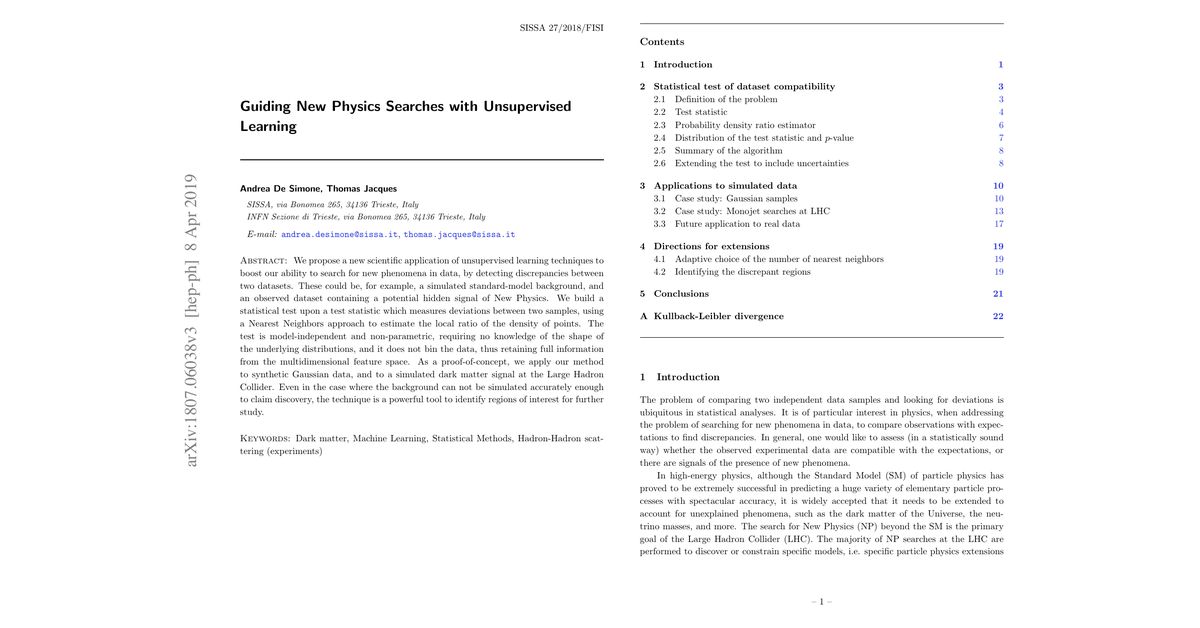 SISSA 27/2018/FISI
Guiding New Physics Searches with Unsupervised
Learning
Andrea De Simone, Thomas Jacques
SISSA, via Bonomea 265, 34136 Trieste, Italy
INFN Sezione di Trieste, via Bonomea 265, 34136 Trieste, Italy
E-mail: andrea.desimone@sissa.it, thomas.jacques@sissa.it
Abstract: We propose a new scientific application of unsupervised learning techniques to
boost our ability to search for new phenomena in data, by detecting discrepancies between
two datasets. These could be, for example, a simulated standard-model background, and
an observed dataset containing a potential hidden signal of New Physics. We build a
statistical test upon a test statistic which measures deviations between two samples, using
a Nearest Neighbors approach to estimate the local ratio of the density of points. The
test is model-independent and non-parametric, requiring no knowledge of the shape of
the underlying distributions, and it does not bin the data, thus retaining full information
from the multidimensional feature space. As a proof-of-concept, we apply our method
to synthetic Gaussian data, and to a simulated dark matter signal at the Large Hadron
Collider. Even in the case where the background can not be simulated accurately enough
to claim discovery, the technique is a powerful tool to identify regions of interest for further
study.
Keywords: Dark matter, Machine Learning, Statistical Methods, Hadron-Hadron scat-
tering (experiments)
arXiv:1807.06038v3 [hep-ph] 8 Apr 2019
Contents
1 Introduction 1
2 Statistical test of dataset compatibility 3
2.1 Definition of the problem 3
2.2 Test statistic 4
2.3 Probability density ratio estimator 6
2.4 Distribution of the test statistic and p-value 7
2.5 Summary of the algorithm 8
2.6 Extending the test to include uncertainties 8
3 Applications to simulated data 10
3.1 Case study: Gaussian samples 10
3.2 Case study: Monojet searches at LHC 13
3.3 Future application to real data 17
4 Directions for extensions 19
4.1 Adaptive choice of the number of nearest neighbors 19
4.2 Identifying the discrepant regions 19
5 Conclusions 21
A Kullback-Leibler divergence 22
1 Introduction
The problem of comparing two independent data samples and looking for deviations is
ubiquitous in statistical analyses. It is of particular interest in physics, when addressing
the problem of searching for new phenomena in data, to compare observations with expec-
tations to find discrepancies. In general, one would like to assess (in a statistically sound
way) whether the observed experimental data are compatible with the expectations, or
there are signals of the presence of new phenomena.
In high-energy physics, although the Standard Model (SM) of particle physics has
proved to be extremely successful in predicting a huge variety of elementary particle pro-
cesses with spectacular accuracy, it is widely accepted that it needs to be extended to
account for unexplained phenomena, such as the dark matter of the Universe, the neu-
trino masses, and more. The search for New Physics (NP) beyond the SM is the primary
goal of the Large Hadron Collider (LHC). The majority of NP searches at the LHC are
performed to discover or constrain specific models, i.e. specific particle physics extensions
– 1 –